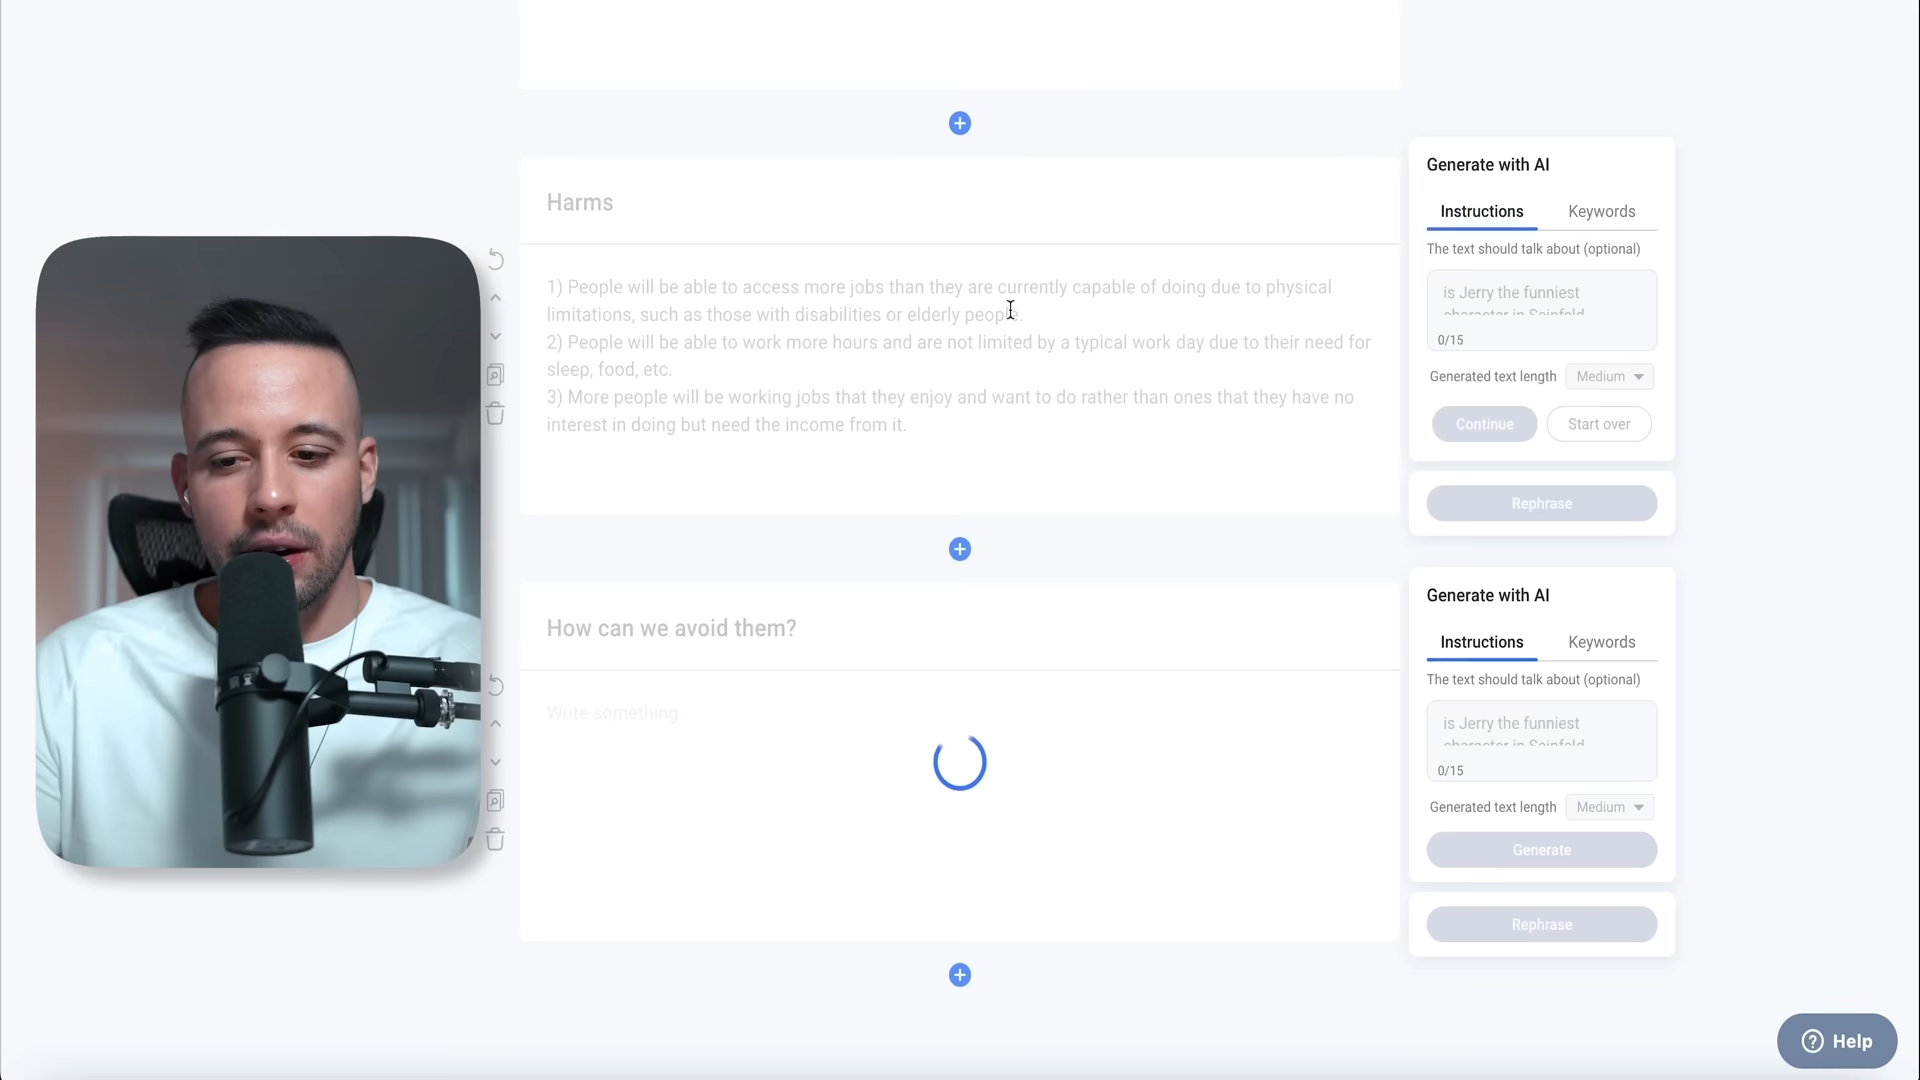 Harms
1) People will be able to access more jobs than they are currently capable of doing due to physical
limitations, such as those with disabilities or elderly people.
2) People will be able to work more hours and are not limited by a typical work day due to their need for
sleep, food, etc.
3) More people will be working jobs that they enjoy and want to do rather than ones that they have no
interest in doing but need the income from it.
Generate with AI
Instructions
Keywords
The text should talk about (optional)
is Jerry the funniest
character in Seinfeld
0/15
Generated text length
Medium
Continue
Start over
Rephrase
How can we avoid them?
Write something..
Generate with AI
Instructions
Keywords
The text should talk about (optional)
is Jerry the funniest
character in Seinfeld
0/15
Generated text length
Medium
Generate
Rephrase
Help